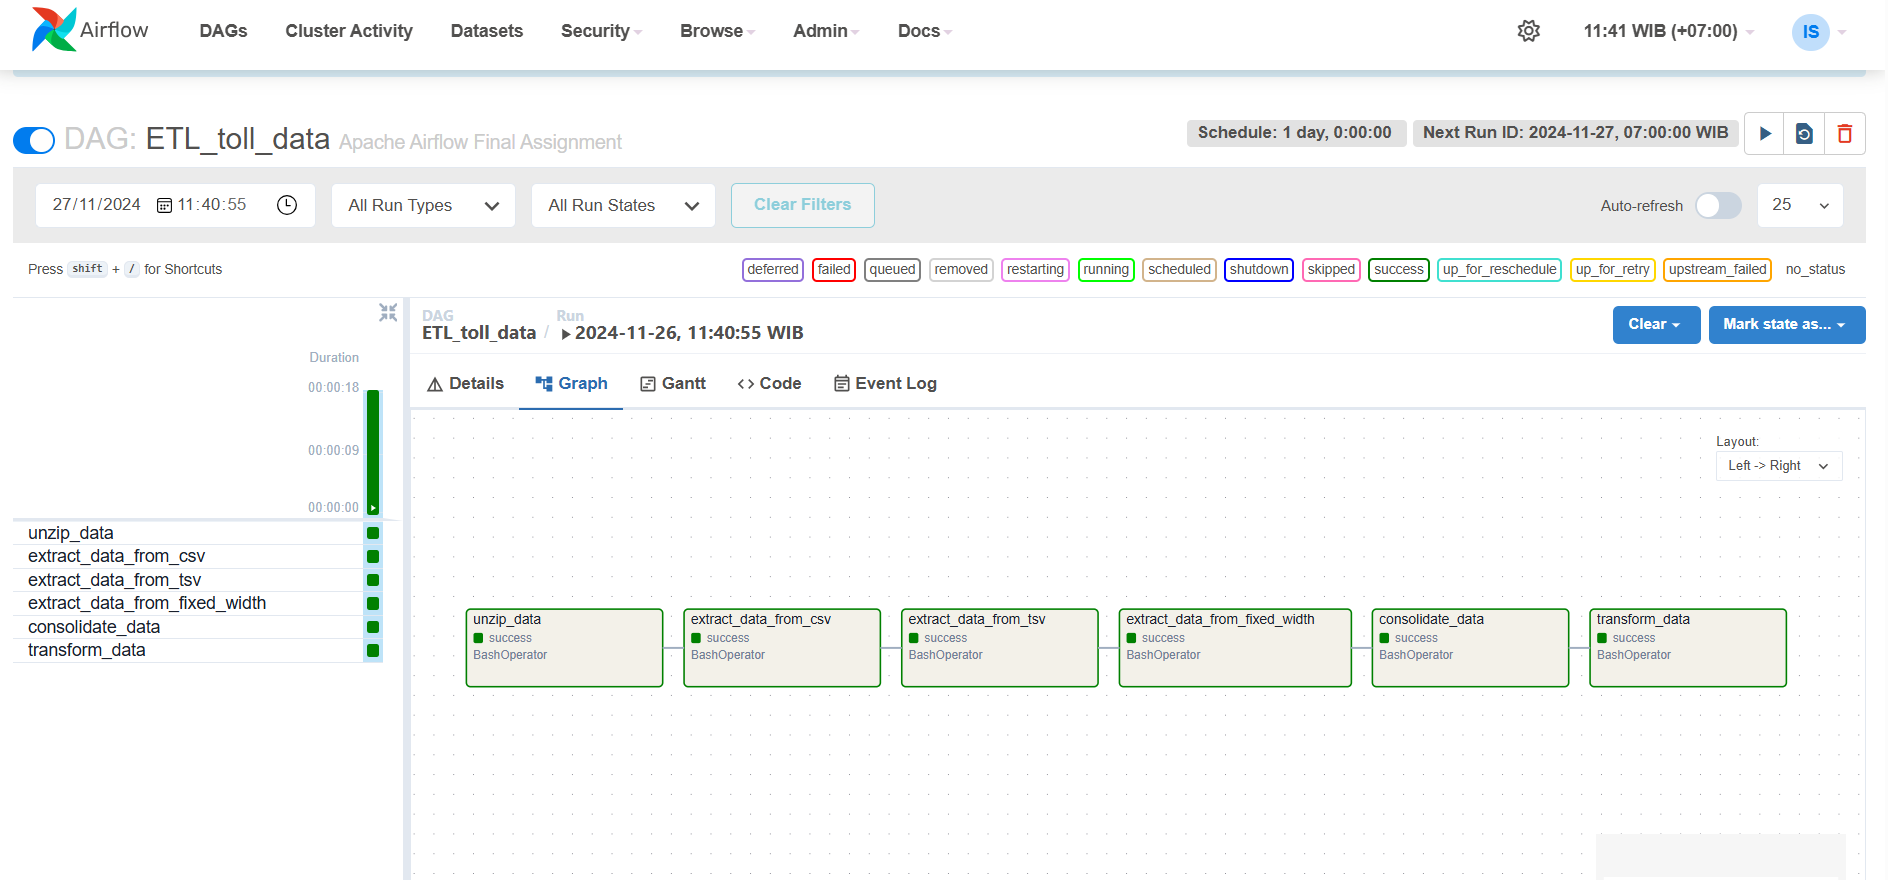 Airflow DAGs Cluster Activity Datasets Security Browse Admin Docs 11:41 WIB (+07:00) IS
DAG: ETL_toll_data Apache Airflow Final Assignment Schedule: 1 day, 0:00:00 Next Run ID: 2024-11-27, 07:00:00 WIB
27/11/2024 11:40:55 All Run Types All Run States Clear Filters Auto-refresh 25
Press shift + / for Shortcuts deferred failed queued removed restarting running scheduled shutdown skipped success up_for_reschedule up_for_retry upstream_failed no_status
DAG Run
ETL_toll_data / 2024-11-26, 11:40:55 WIB Clear Mark state as...
Details Graph Gantt Code Event Log
Duration
00:00:18
00:00:09
00:00:00
unzip_data
extract_data_from_csv
extract_data_from_tsv
extract_data_from_fixed_width
consolidate_data
transform_data
Layout:
Left -> Right
unzip_data
success
BashOperator
extract_data_from_csv
success
BashOperator
extract_data_from_tsv
success
BashOperator
extract_data_from_fixed_width
success
BashOperator
consolidate_data
success
BashOperator
transform_data
success
BashOperator